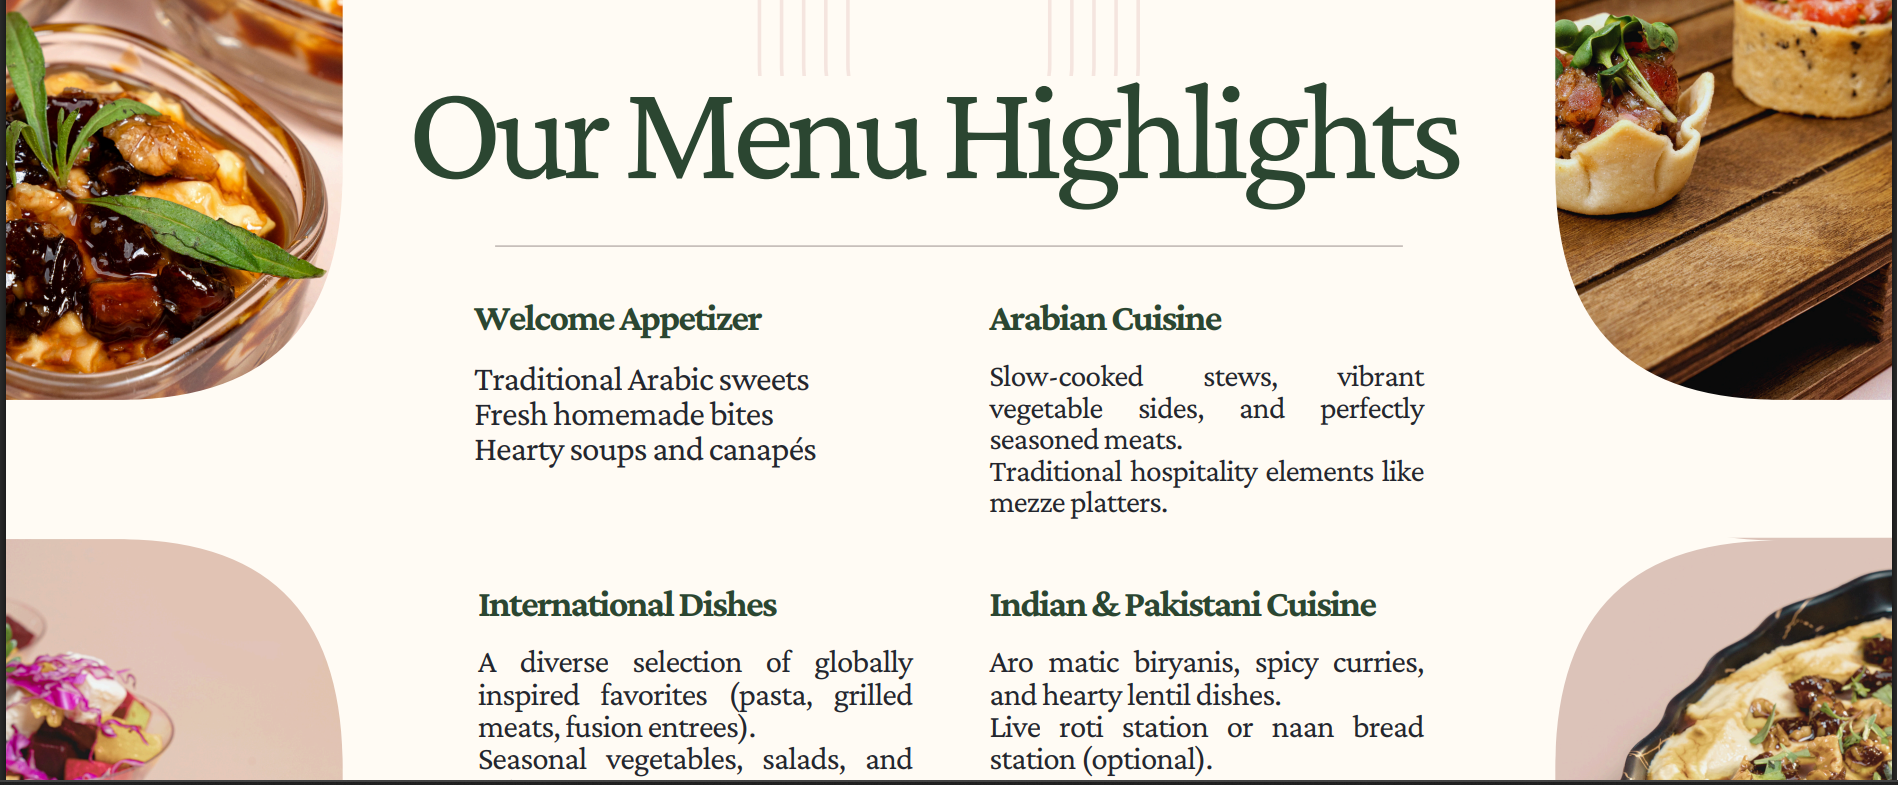 Our Menu Highlights
Welcome Appetizer
Traditional Arabic sweets
Fresh homemade bites
Hearty soups and canapés
Arabian Cuisine
Slow-cooked stews, vibrant
vegetable sides, and perfectly
seasoned meats.
Traditional hospitality elements like
mezze platters.
International Dishes
A diverse selection of globally
inspired favorites (pasta, grilled
meats, fusion entrees).
Seasonal vegetables, salads, and
Indian & Pakistani Cuisine
Aro matic biryanis, spicy curries,
and hearty lentil dishes.
Live roti station or naan bread
station (optional).